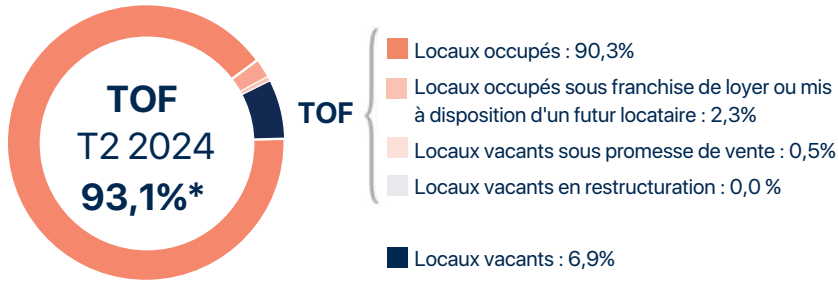 TOF
T2 2024
93,1%*
TOF
Locaux occupés : 90,3%
Locaux occupés sous franchise de loyer ou mis
à disposition d'un futur locataire : 2,3%
Locaux vacants sous promesse de vente : 0,5%
Locaux vacants en restructuration : 0,0 %
Locaux vacants : 6,9%